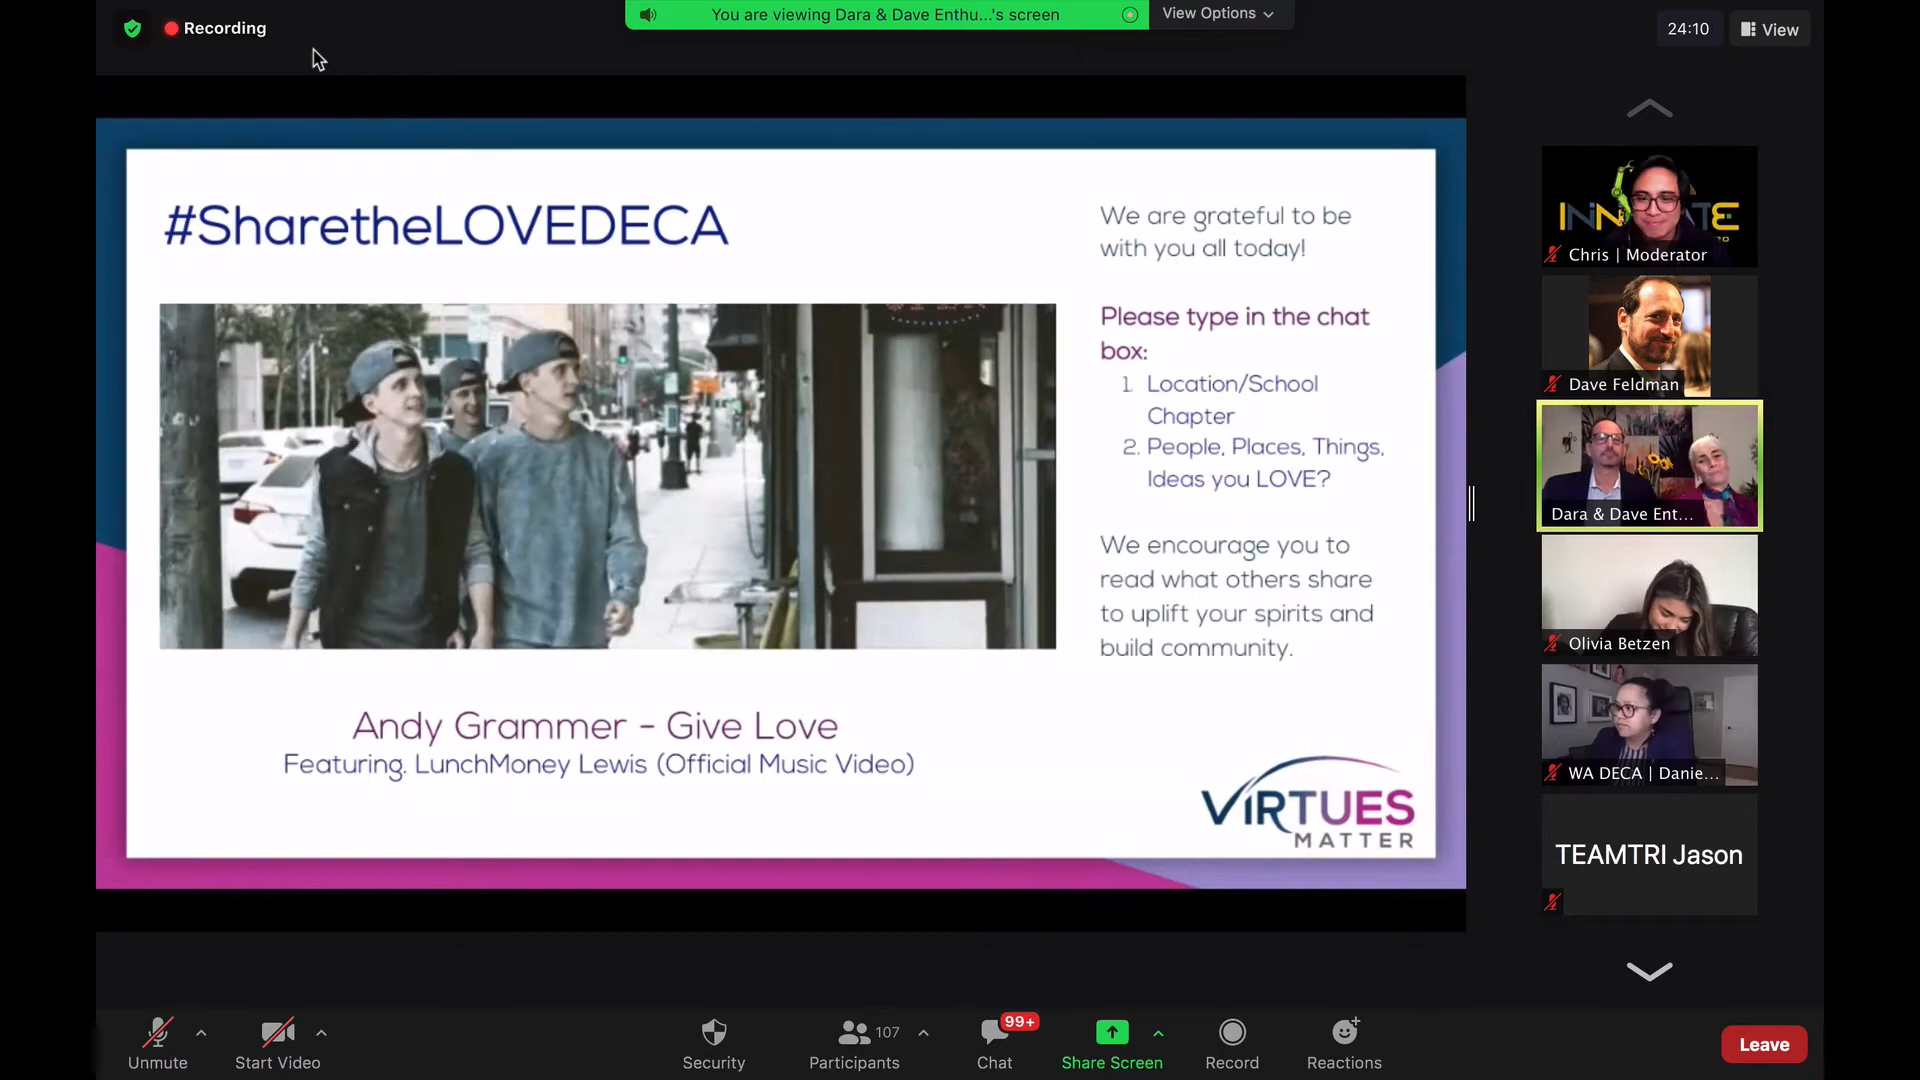 Recording
You are viewing Dara & Dave Enthu...'s screen
View Options
24:10
View
#SharetheLOVEDECA
We are grateful to be
with you all today!
Please type in the chat
box:
1. Location/School
Chapter
2. People, Places, Things,
Ideas you LOVE?
We encourage you to
read what others share
to uplift your spirits and
build community.
Andy Grammer - Give Love
Featuring. LunchMoney Lewis (Official Music Video)
VIRTUES
MATTER
Chris | Moderator
Dave Feldman
Dara & Dave Ent...
Olivia Betzen
WA DECA | Danie...
TEAMTRI Jason
Unmute
Start Video
Security
107
Participants
99+
Chat
Share Screen
Record
Reactions
Leave